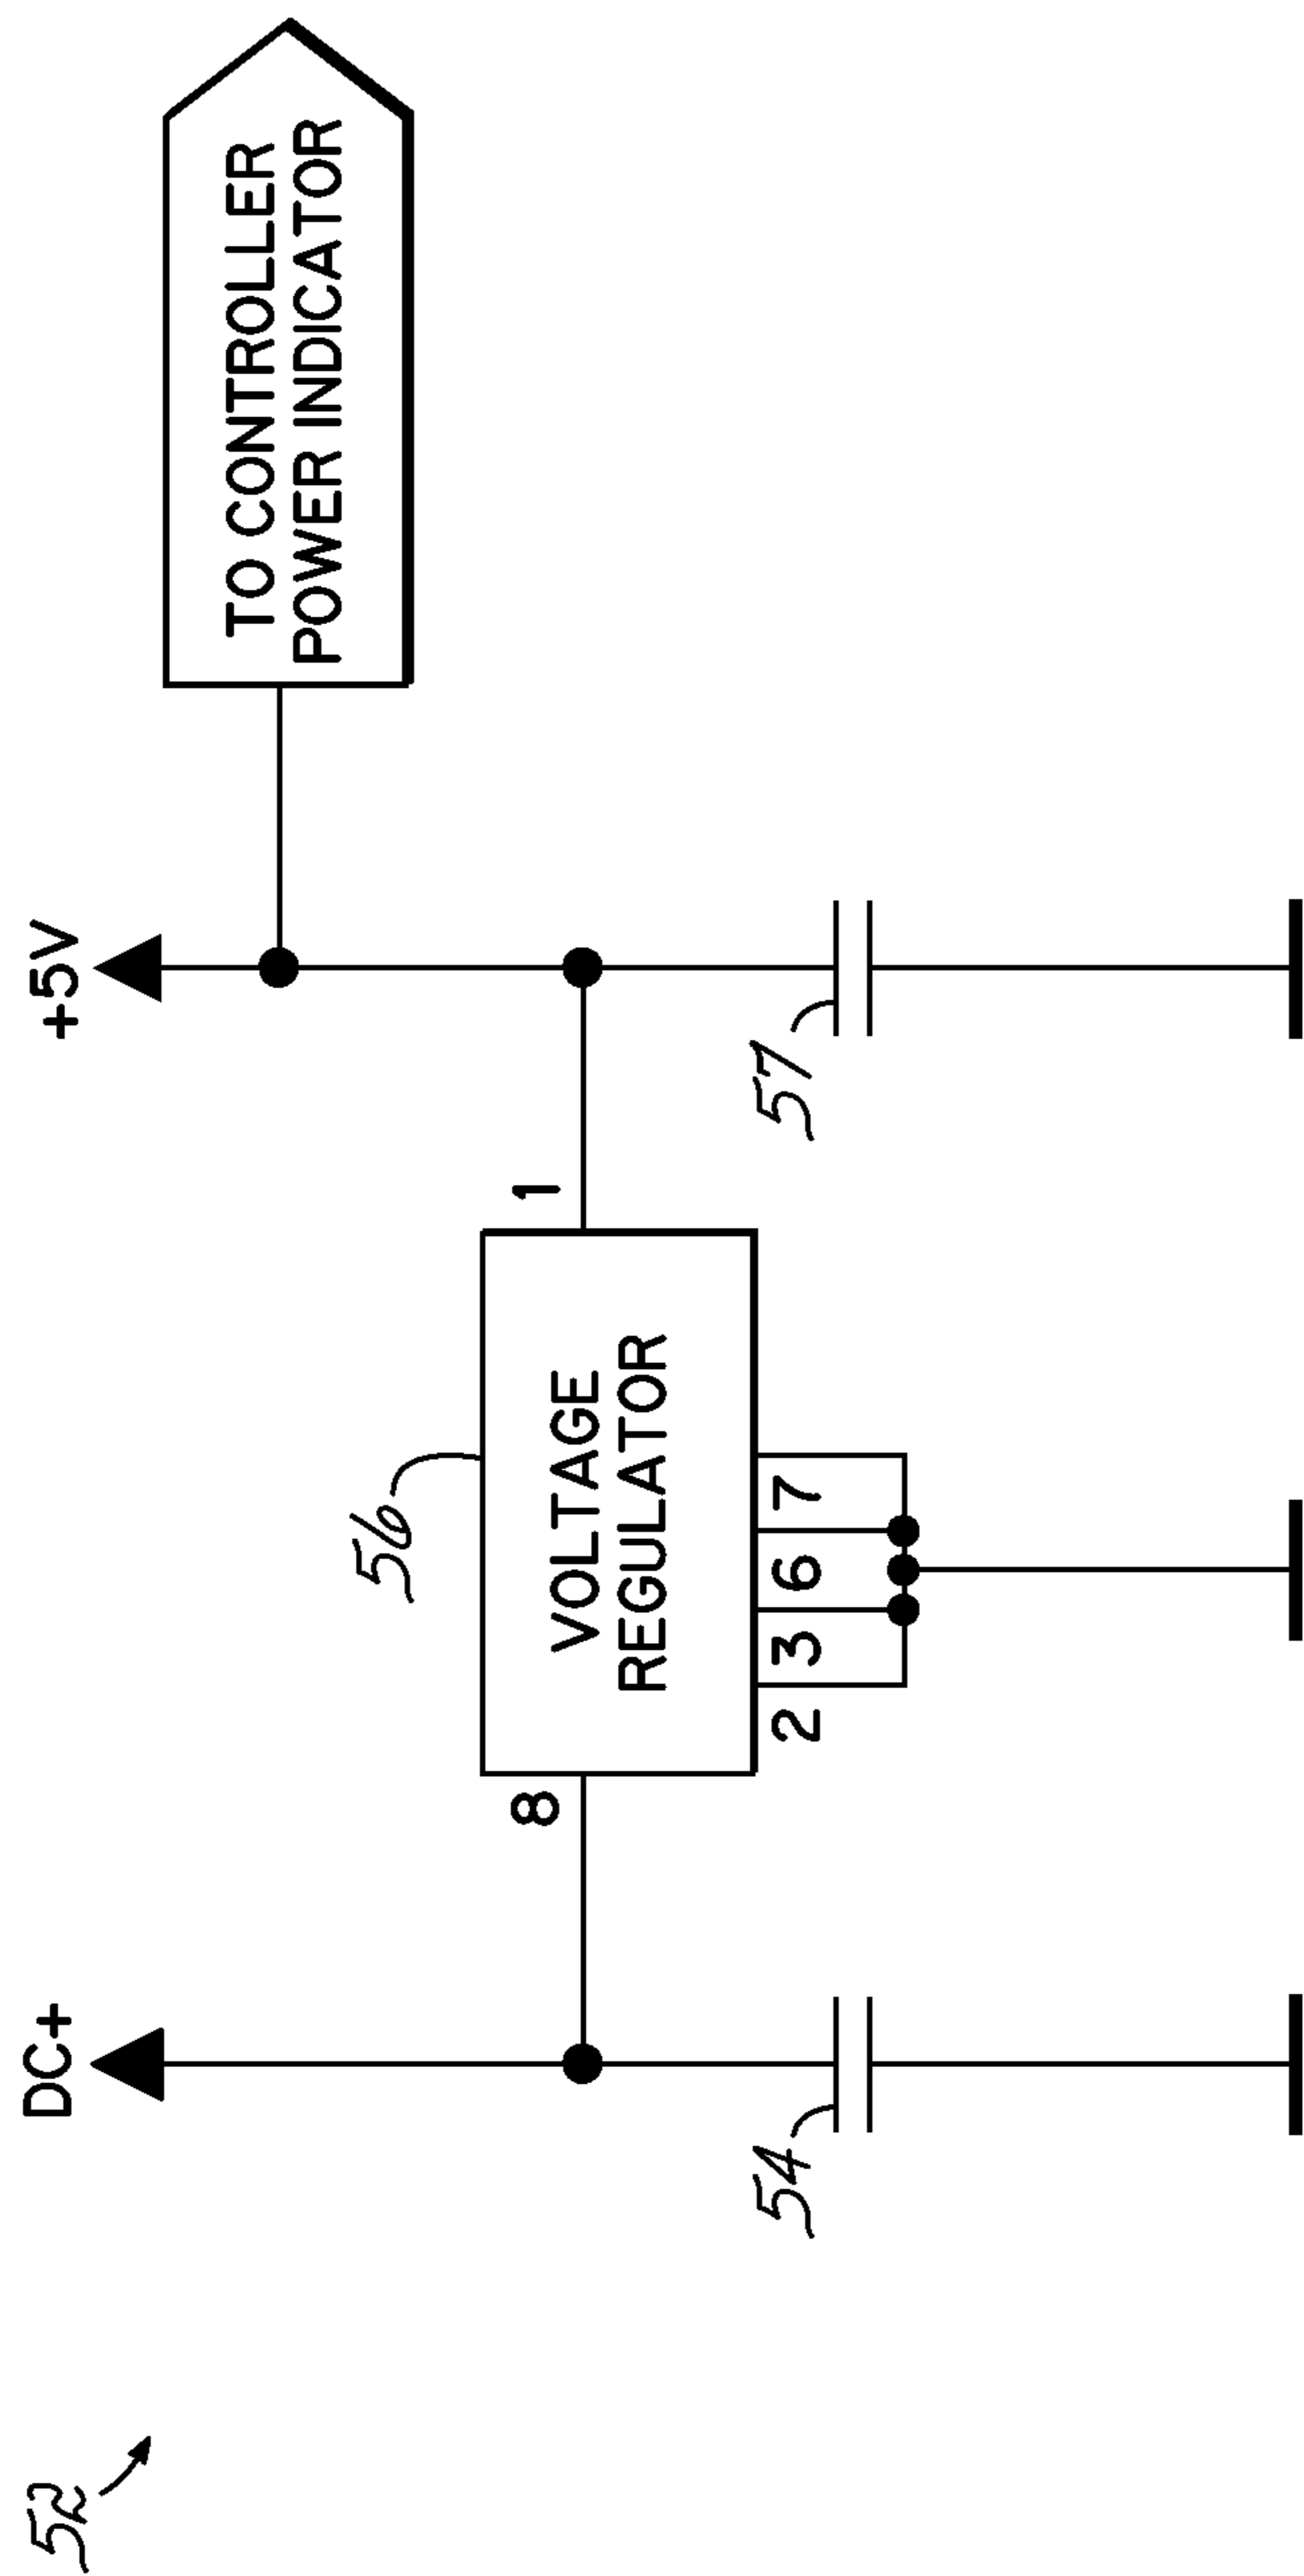 52
DC+
+5V
TO CONTROLLER
POWER INDICATOR
56
8
1
VOLTAGE
REGULATOR
54
2 3 6 7
57